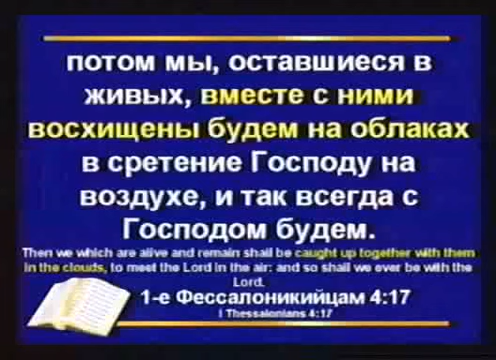 потом мы, оставшиеся в
живых, вместе с ними
восхищены будем на облаках
в сретение Господу на
воздухе, и так всегда с
Господом будем.
Then we which are alive and remain shall be caught up together with them
in the clouds, to meet the Lord in the air: and so shall we ever be with the
Lord.
1-е Фессалоникийцам 4:17
I Thessalonians 4:17